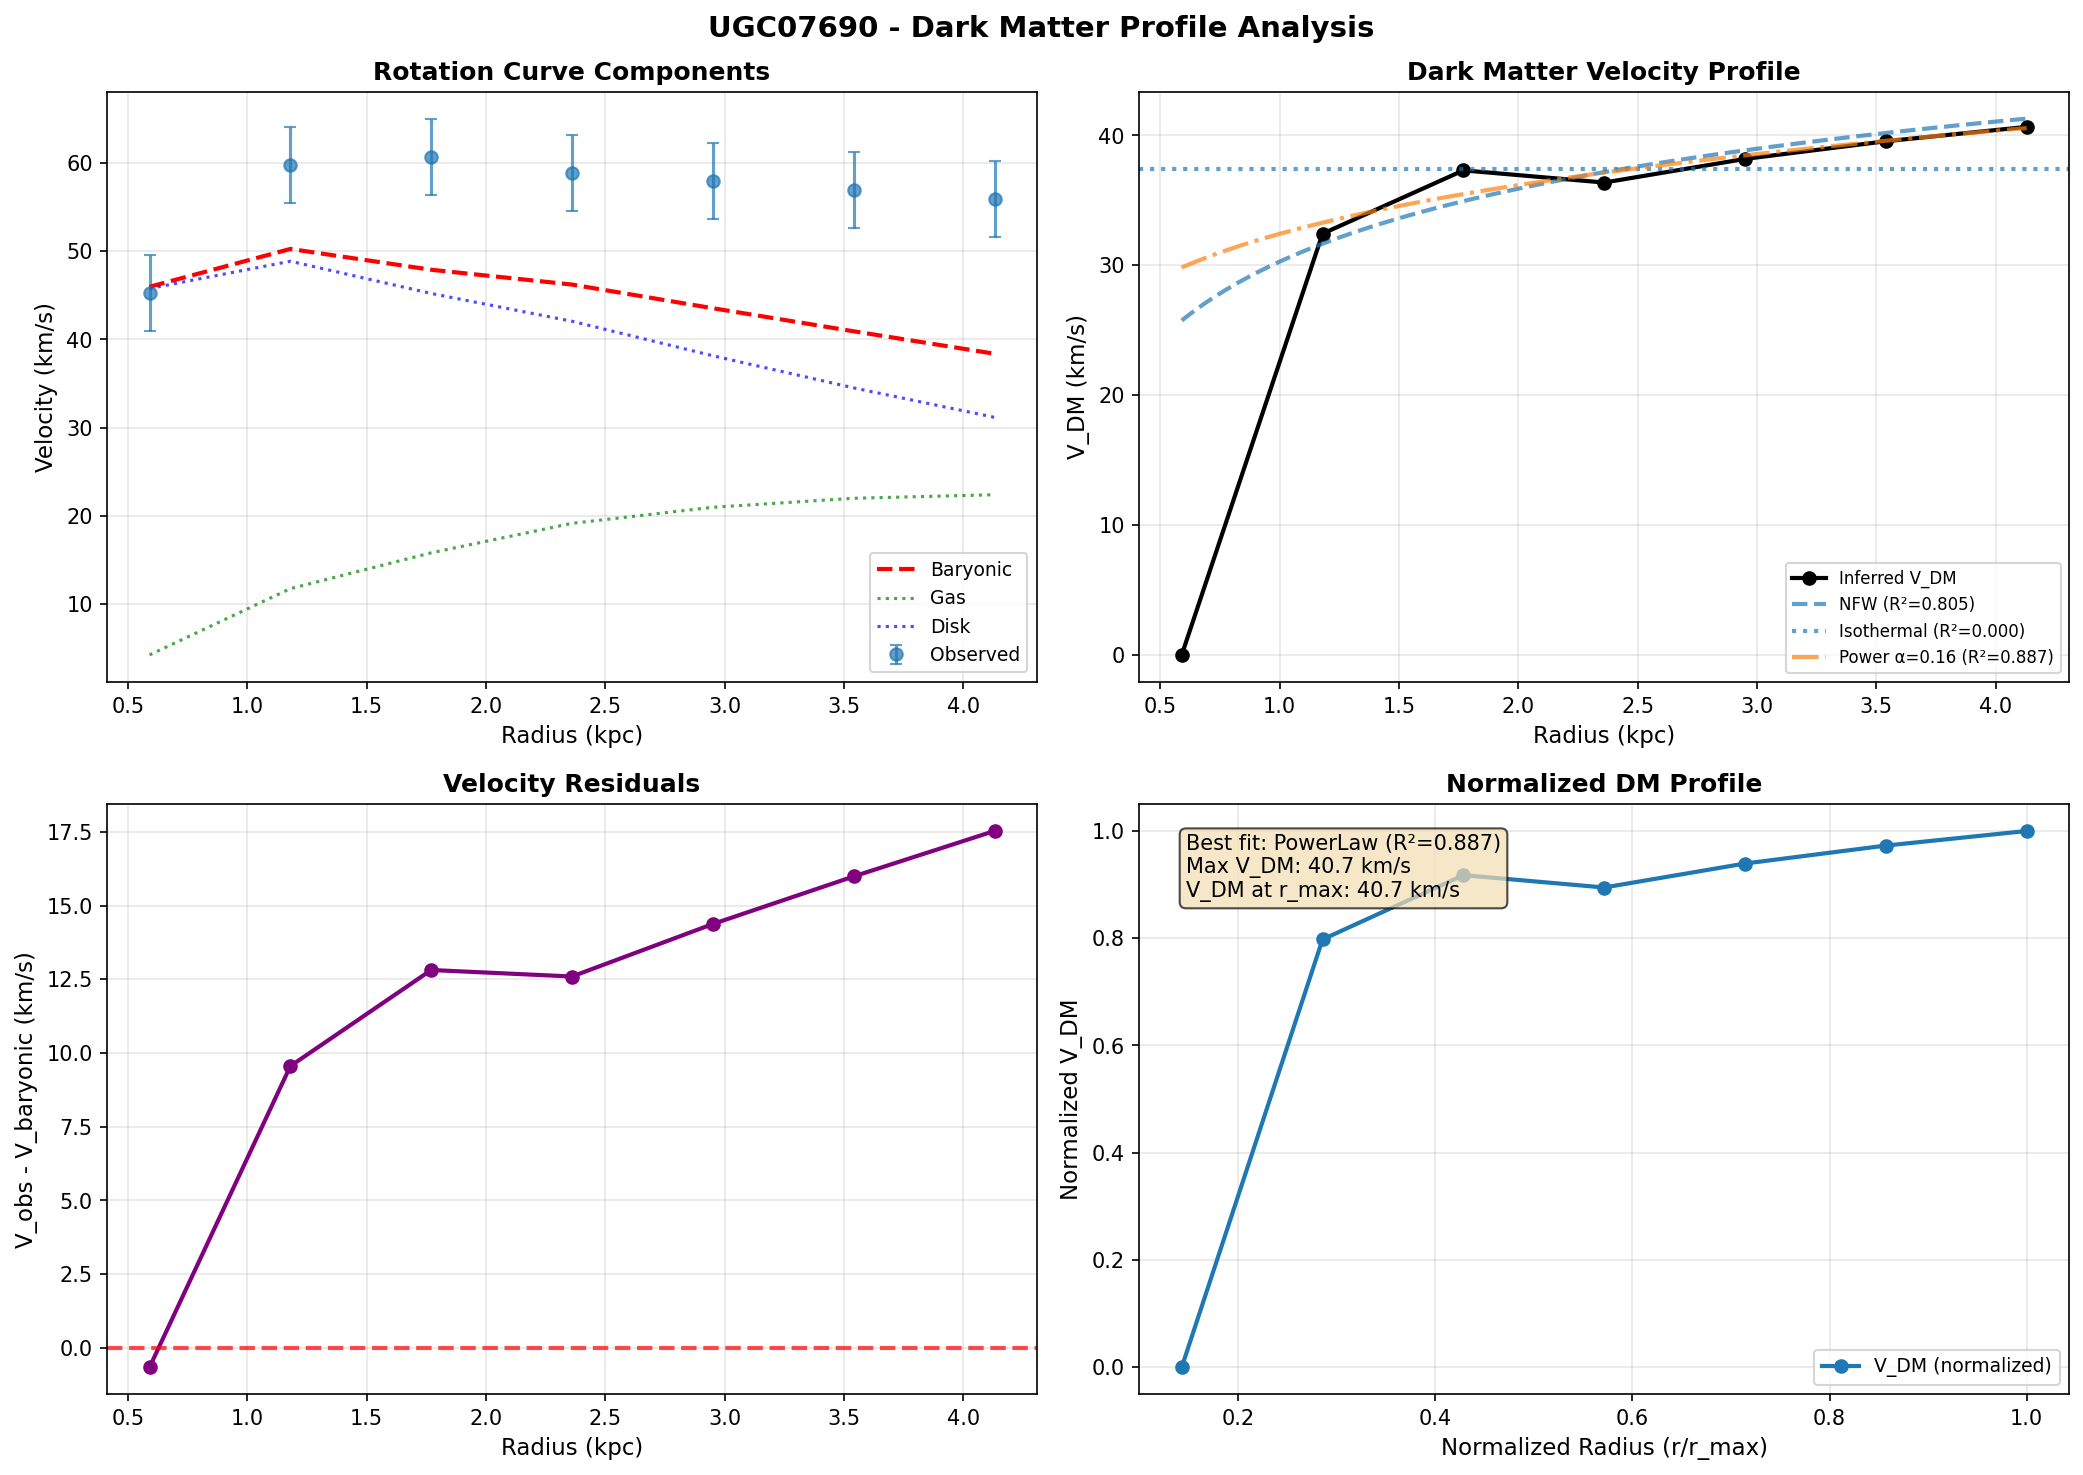 UGC07690 - Dark Matter Profile Analysis
Rotation Curve Components
Velocity (km/s)
60
50
40
30
20
10
0.5 1.0 1.5 2.0 2.5 3.0 3.5 4.0
Radius (kpc)
Baryonic
Gas
Disk
Observed
Dark Matter Velocity Profile
V_DM (km/s)
40
30
20
10
0
0.5 1.0 1.5 2.0 2.5 3.0 3.5 4.0
Radius (kpc)
Inferred V_DM
NFW (R²=0.805)
Isothermal (R²=0.000)
Power α=0.16 (R²=0.887)
Velocity Residuals
V_obs - V_baryonic (km/s)
17.5
15.0
12.5
10.0
7.5
5.0
2.5
0.0
0.5 1.0 1.5 2.0 2.5 3.0 3.5 4.0
Radius (kpc)
Normalized DM Profile
Normalized V_DM
1.0
0.8
0.6
0.4
0.2
0.0
Best fit: PowerLaw (R²=0.887)
Max V_DM: 40.7 km/s
V_DM at r_max: 40.7 km/s
V_DM (normalized)
0.2 0.4 0.6 0.8 1.0
Normalized Radius (r/r_max)